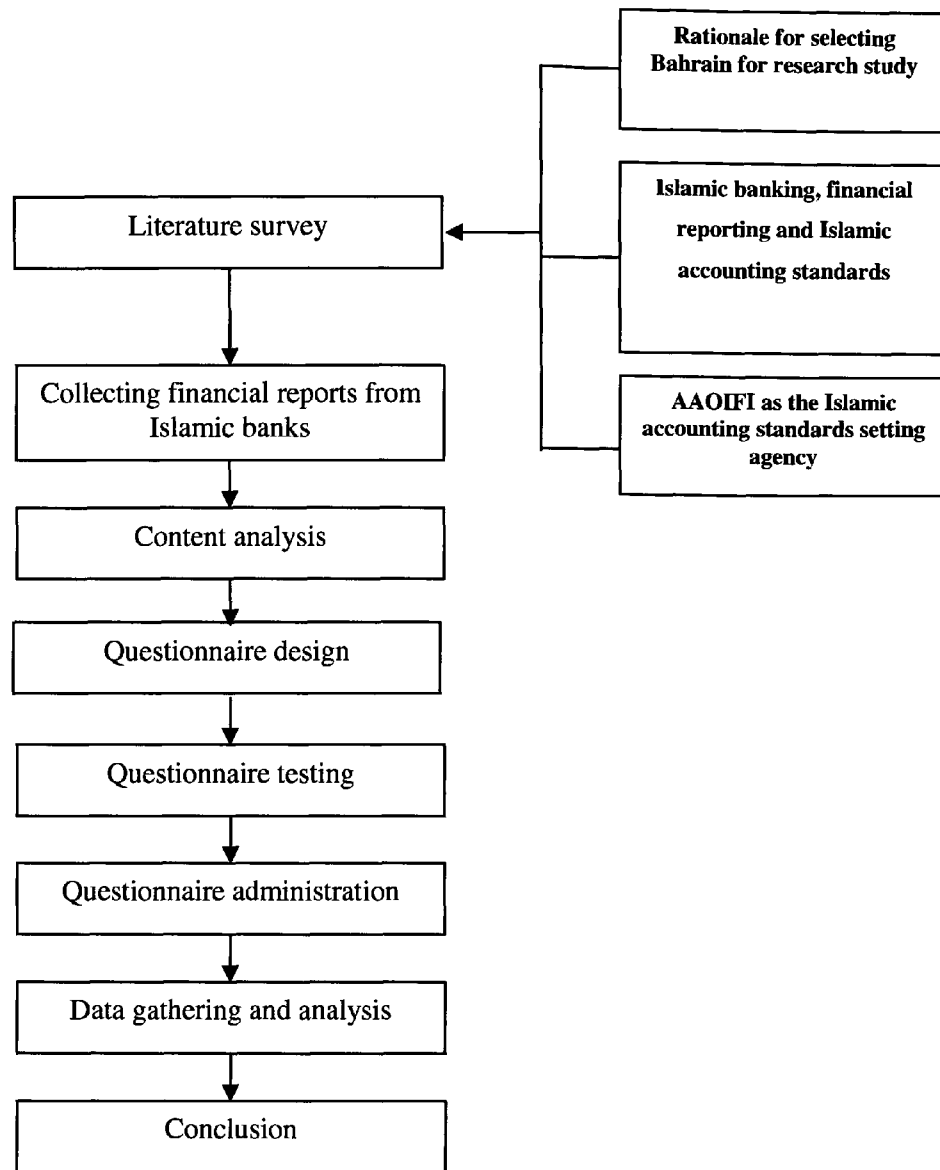 Rationale for selecting
Bahrain for research study
Islamic banking, financial
reporting and Islamic
accounting standards
AAOIFI as the Islamic
accounting standards setting
agency
Literature survey
Collecting financial reports from
Islamic banks
Content analysis
Questionnaire design
Questionnaire testing
Questionnaire administration
Data gathering and analysis
Conclusion